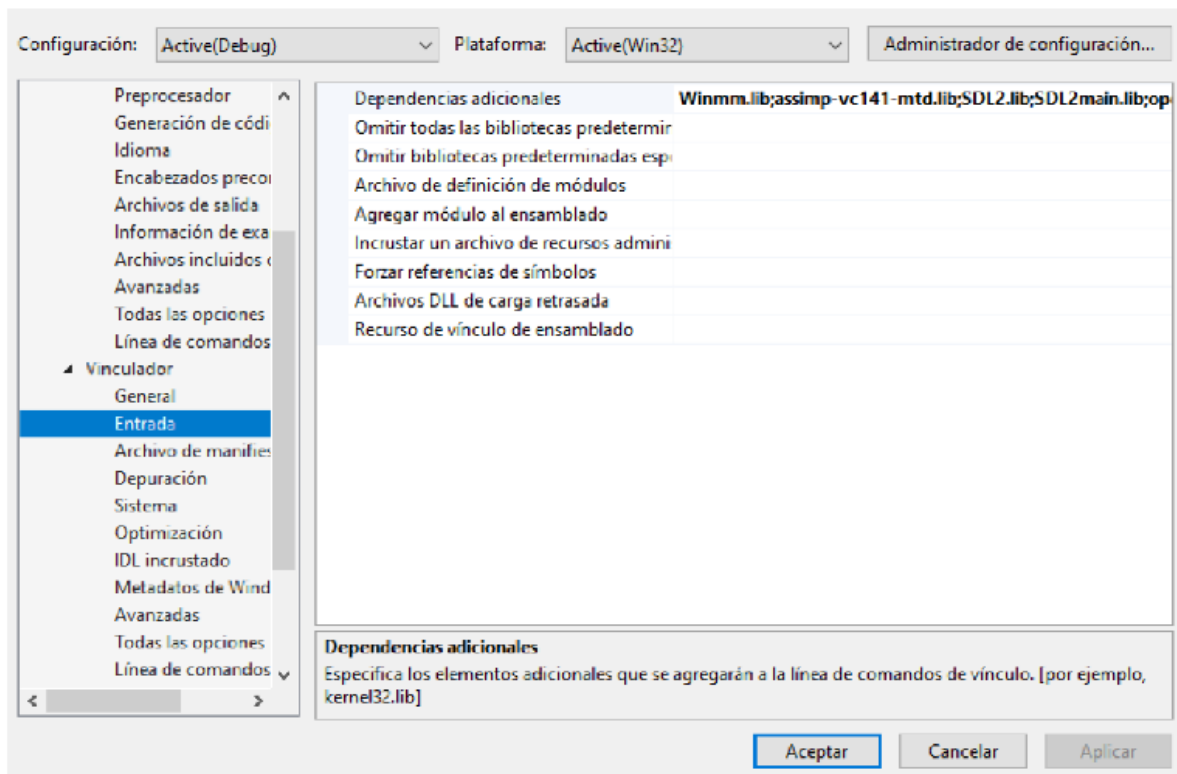 Configuración: Active(Debug) Plataforma: Active(Win32) Administrador de configuración...
Preprocesador
Generación de códi
Idioma
Encabezados precoi
Archivos de salida
Información de exa
Archivos incluidos
Avanzadas
Todas las opciones
Línea de comandos
Vinculador
General
Entrada
Archivo de manifies
Depuración
Sistema
Optimización
IDL incrustado
Metadatos de Wind
Avanzadas
Todas las opciones
Línea de comandos
Dependencias adicionales Winmm.lib;assimp-vc141-mtd.lib;SDL2.lib;SDL2main.lib;op
Omitir todas las bibliotecas predetermin
Omitir bibliotecas predeterminadas esp
Archivo de definición de módulos
Agregar módulo al ensamblado
Incrustar un archivo de recursos admini
Forzar referencias de símbolos
Archivos DLL de carga retrasada
Recurso de vínculo de ensamblado
Dependencias adicionales
Especifica los elementos adicionales que se agregarán a la línea de comandos de vínculo. [por ejemplo,
kernel32.lib]
Aceptar Cancelar Aplicar